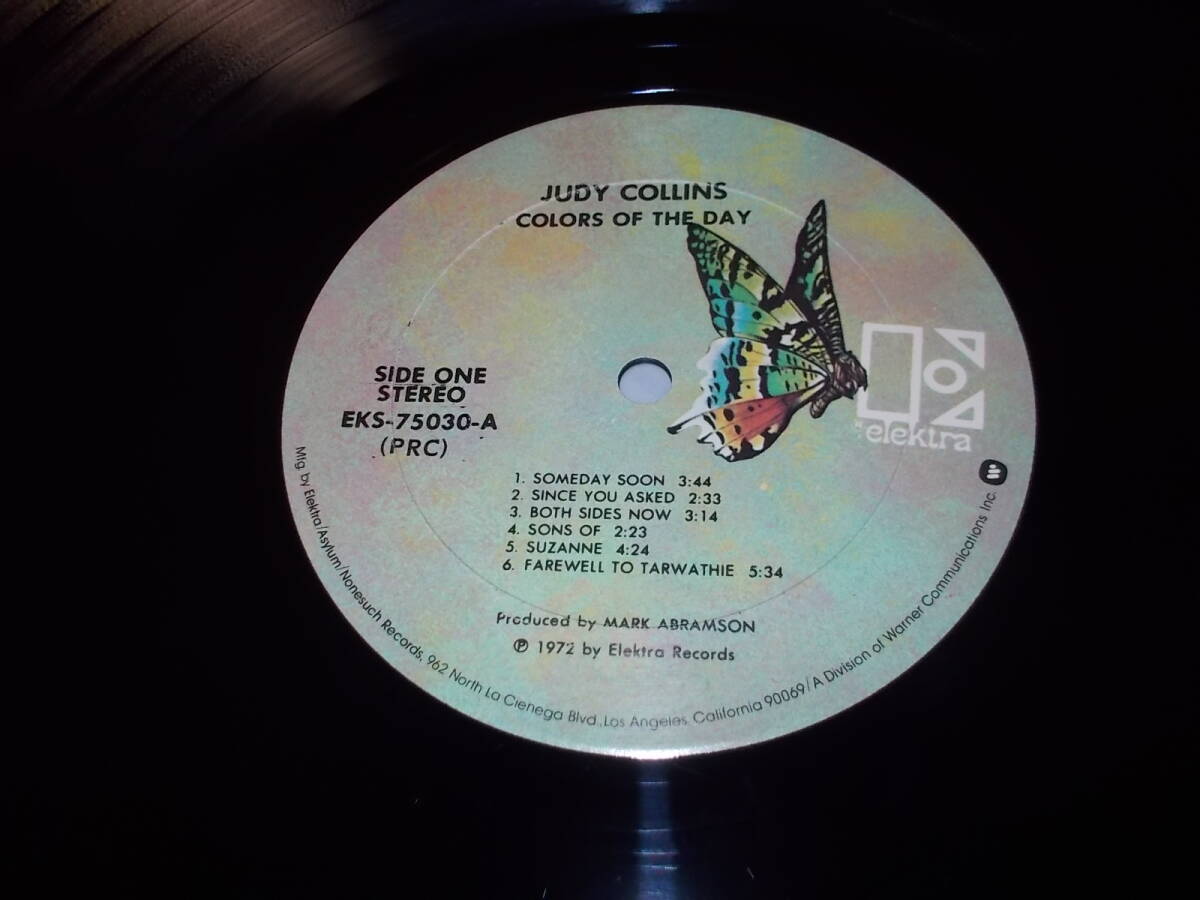 JUDY COLLINS
COLORS OF THE DAY
SIDE ONE
STEREO
EKS-75030-A
(PRC)
elektra
1. SOMEDAY SOON 3:44
2. SINCE YOU ASKED 2:33
3. BOTH SIDES NOW 3:14
4. SONS OF 2:23
5. SUZANNE 4:24
6. FAREWELL TO TARWATHIE 5:34
Produced by MARK ABRAMSON
℗ 1972 by Elektra Records
Mfg. by Elektra/Asylum/Nonesuch Records, 962 North La Cienega Blvd., Los Angeles, California 90069/A Division of Warner Communications Inc.